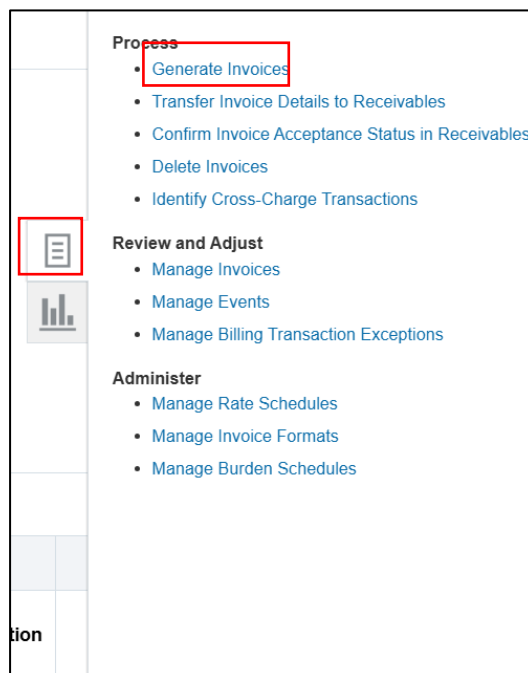 Process
Generate Invoices
Transfer Invoice Details to Receivables
Confirm Invoice Acceptance Status in Receivables
Delete Invoices
Identify Cross-Charge Transactions
Review and Adjust
Manage Invoices
Manage Events
Manage Billing Transaction Exceptions
Administer
Manage Rate Schedules
Manage Invoice Formats
Manage Burden Schedules
tion